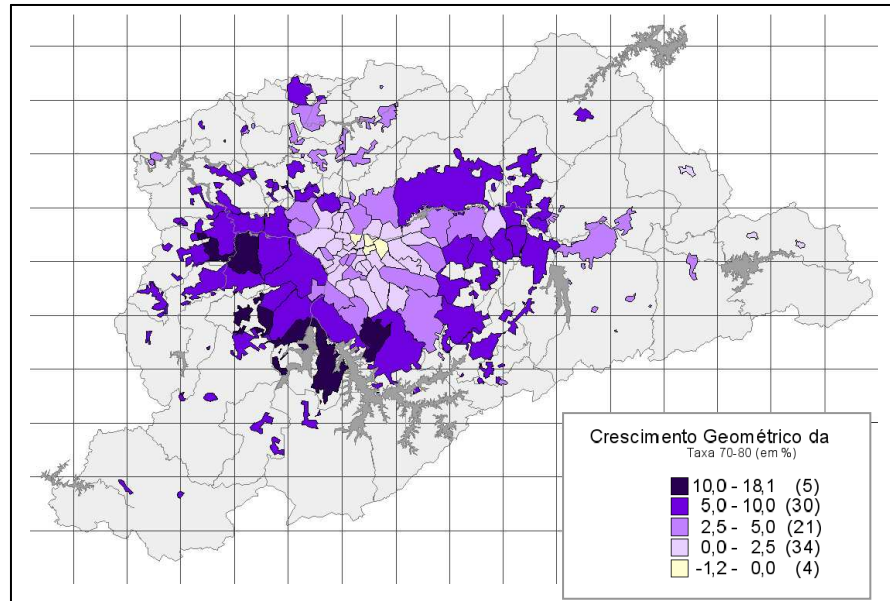 Crescimento Geométrico da
Taxa 70-80 (em %)
10,0 - 18,1 (5)
5,0 - 10,0 (30)
2,5 - 5,0 (21)
0,0 - 2,5 (34)
-1,2 - 0,0 (4)